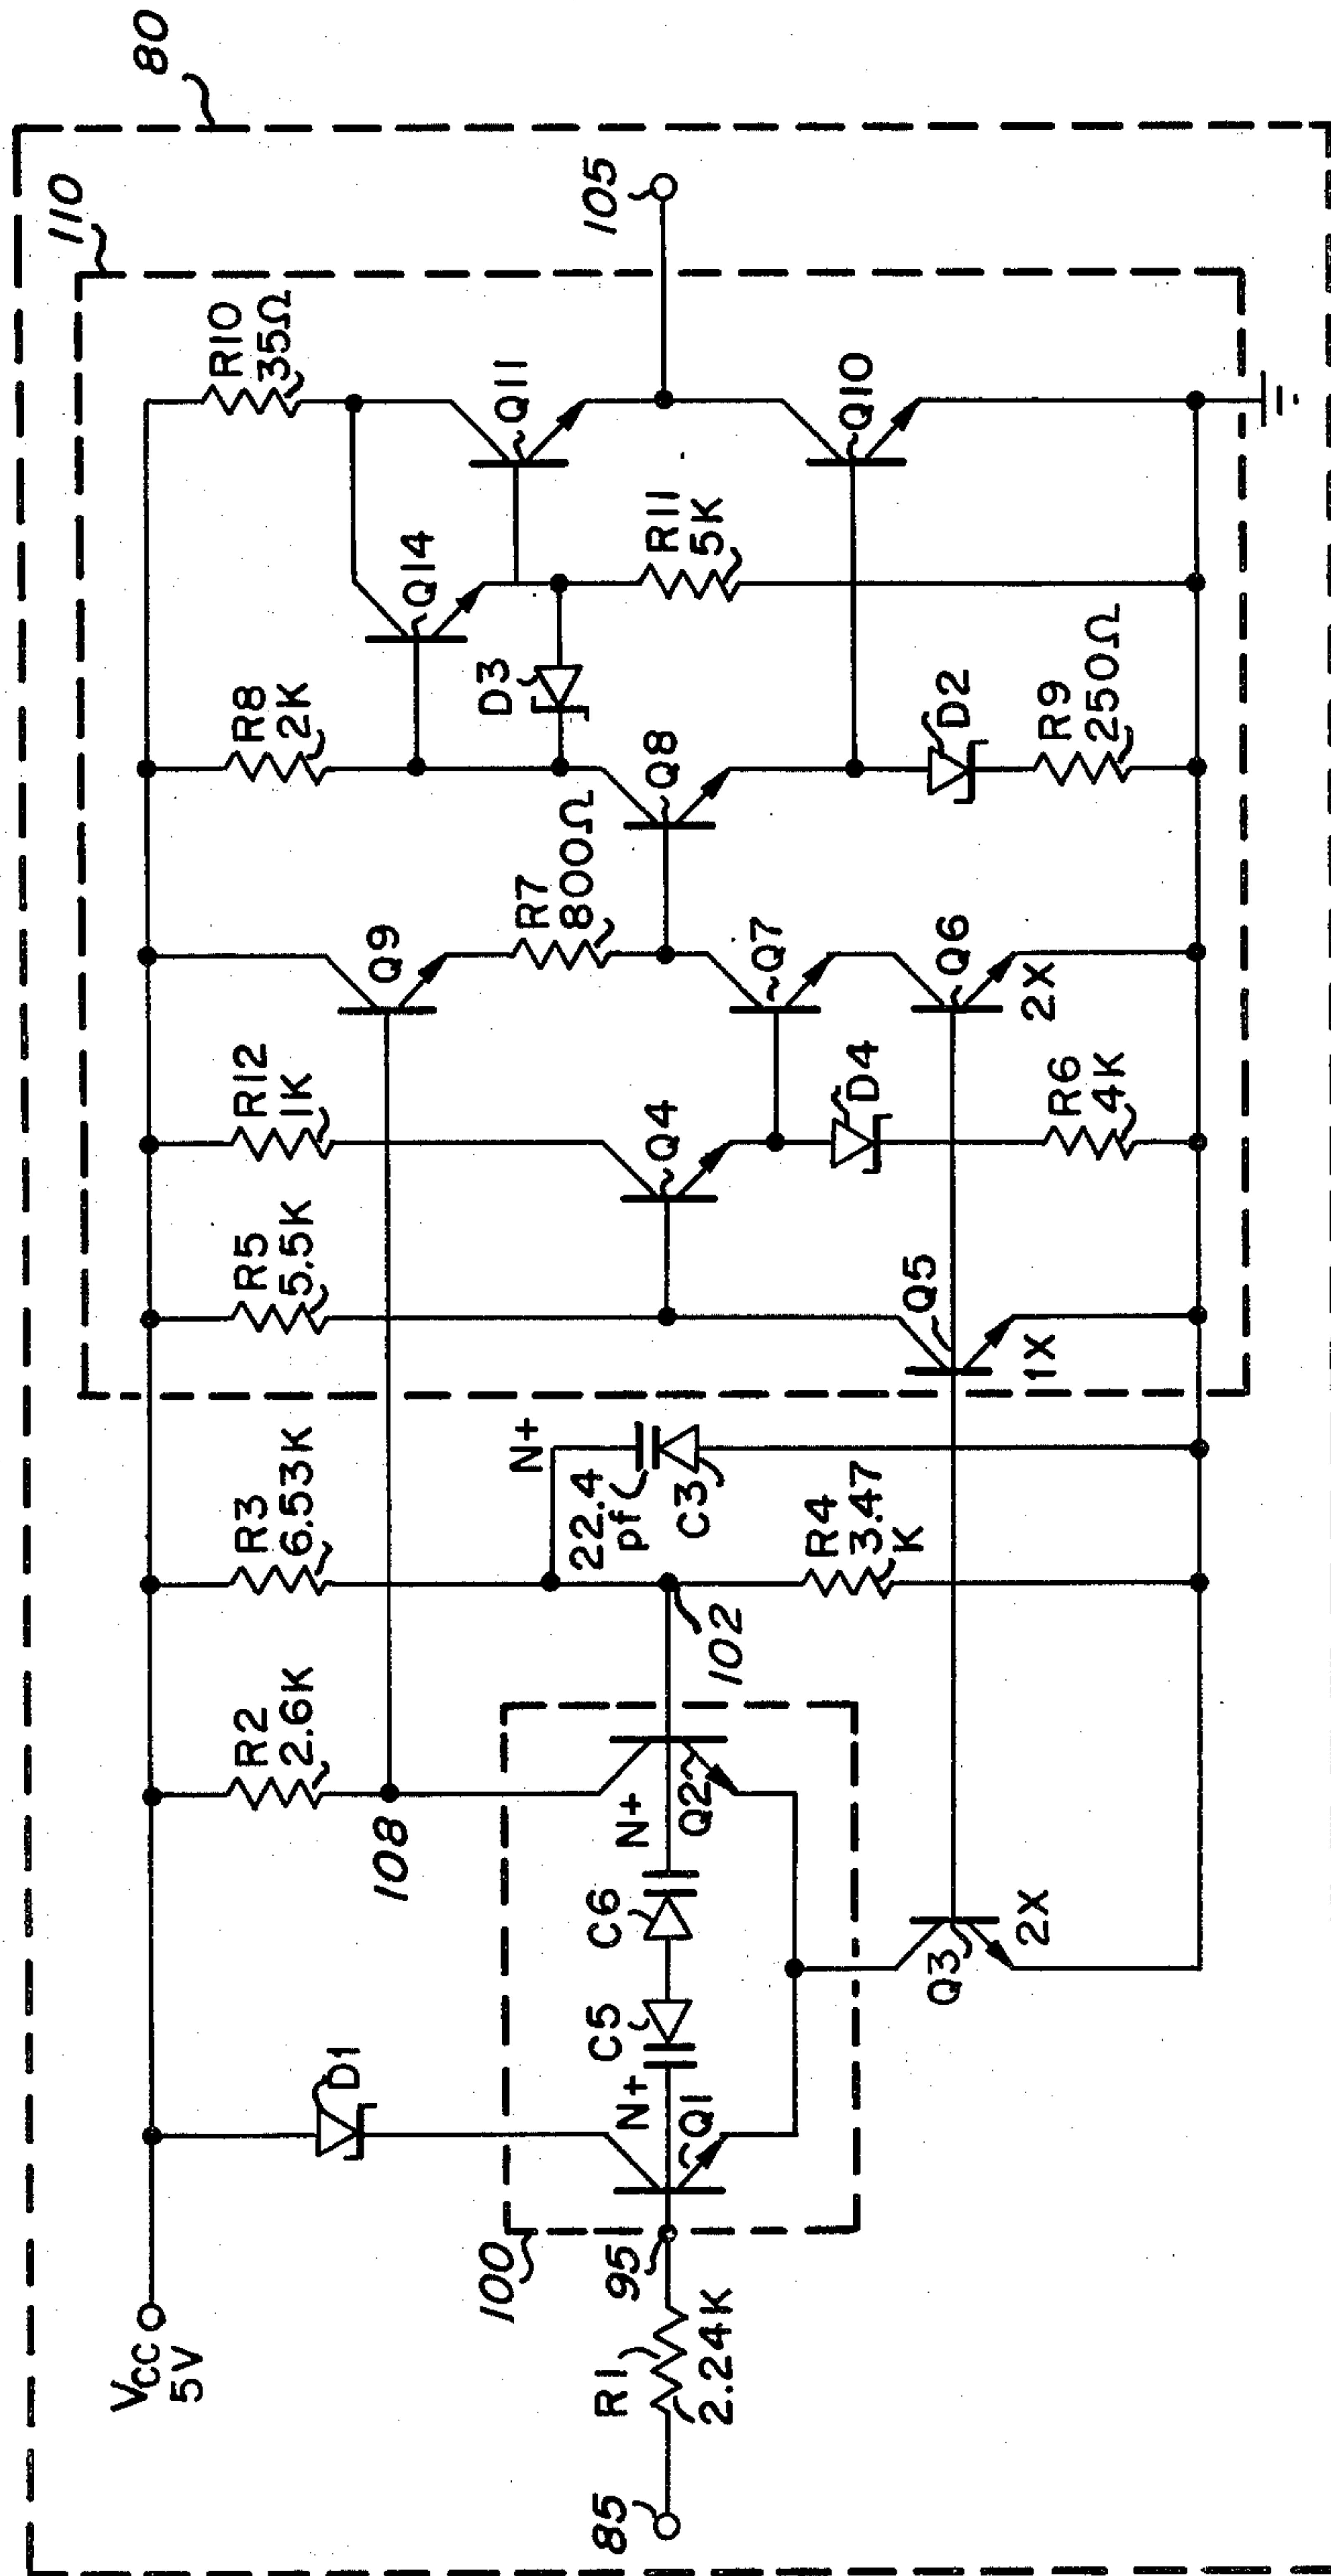 80
110
VCC
5V
D1
R2
2.6K
R3
6.53K
R5
5.5K
R12
1K
R8
2K
R10
35Ω
108
Q9
Q14
Q11
R7
800Ω
D3
105
N+
22.4
pf
C3
100
85
R1
2.24K
95
N+
Q1
C5
C6
N+
Q2
102
R4
3.47
K
Q4
Q8
Q7
D4
R11
5K
Q10
Q5
1X
Q6
2X
D2
R6
4K
R9
250Ω
Q3
2X